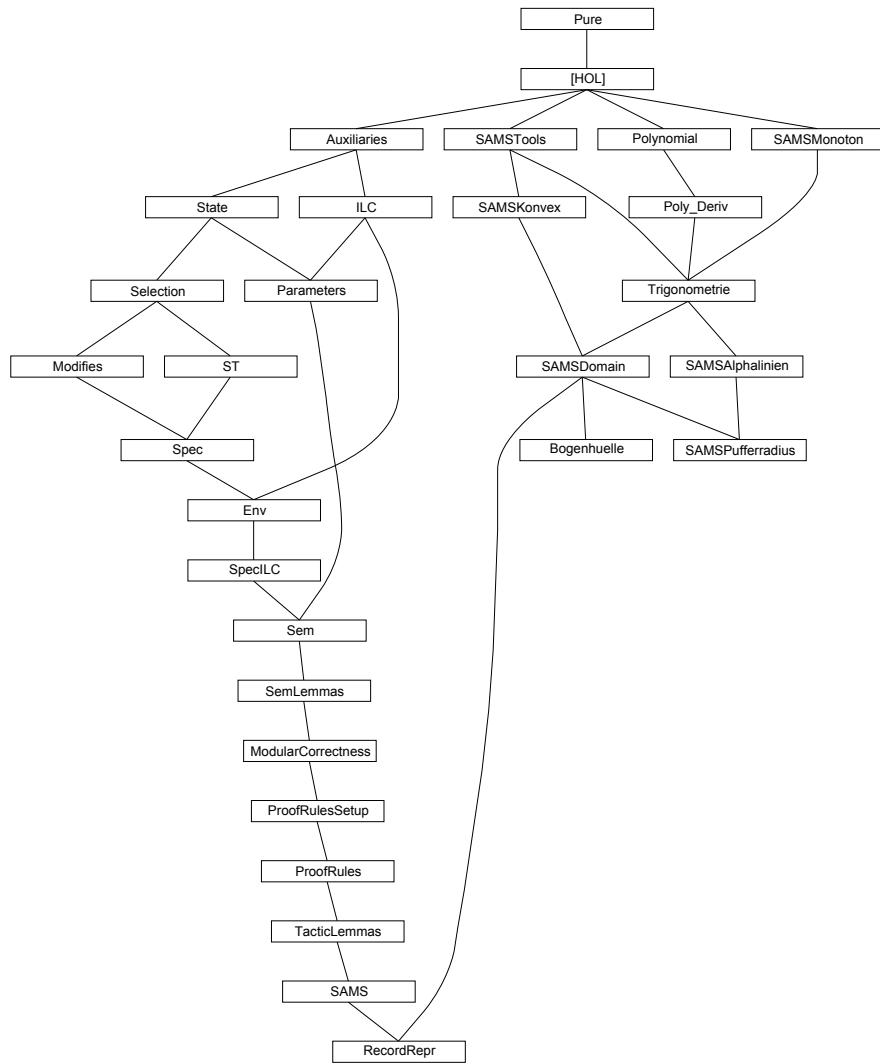 Pure
[HOL]
Auxiliaries
SAMSTools
Polynomial
SAMSMonoton
State
ILC
SAMSKonvex
Poly_Deriv
Selection
Parameters
Trigonometrie
Modifies
ST
SAMSDomain
SAMSAlphalinien
Spec
Bogenhuelle
SAMSPufferradius
Env
SpecILC
Sem
SemLemmas
ModularCorrectness
ProofRulesSetup
ProofRules
TacticLemmas
SAMS
RecordRepr